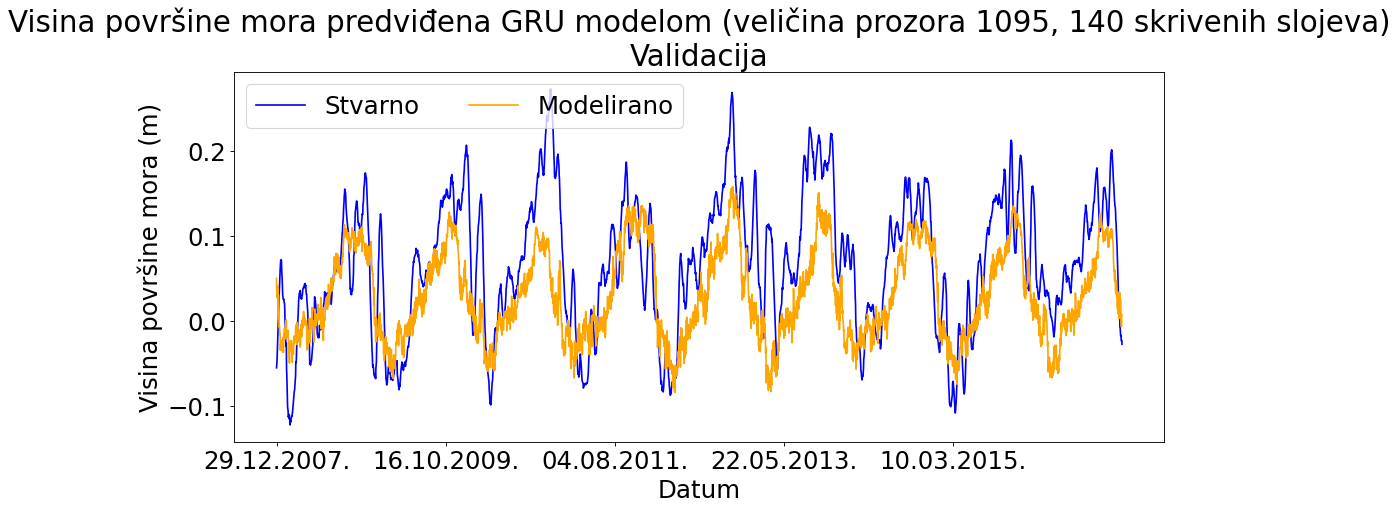 Visina površine mora predviđena GRU modelom (veličina prozora 1095, 140 skrivenih slojeva)
Validacija
Stvarno Modelirano
Visina površine mora (m)
0.2
0.1
0.0
−0.1
29.12.2007. 16.10.2009. 04.08.2011. 22.05.2013. 10.03.2015.
Datum